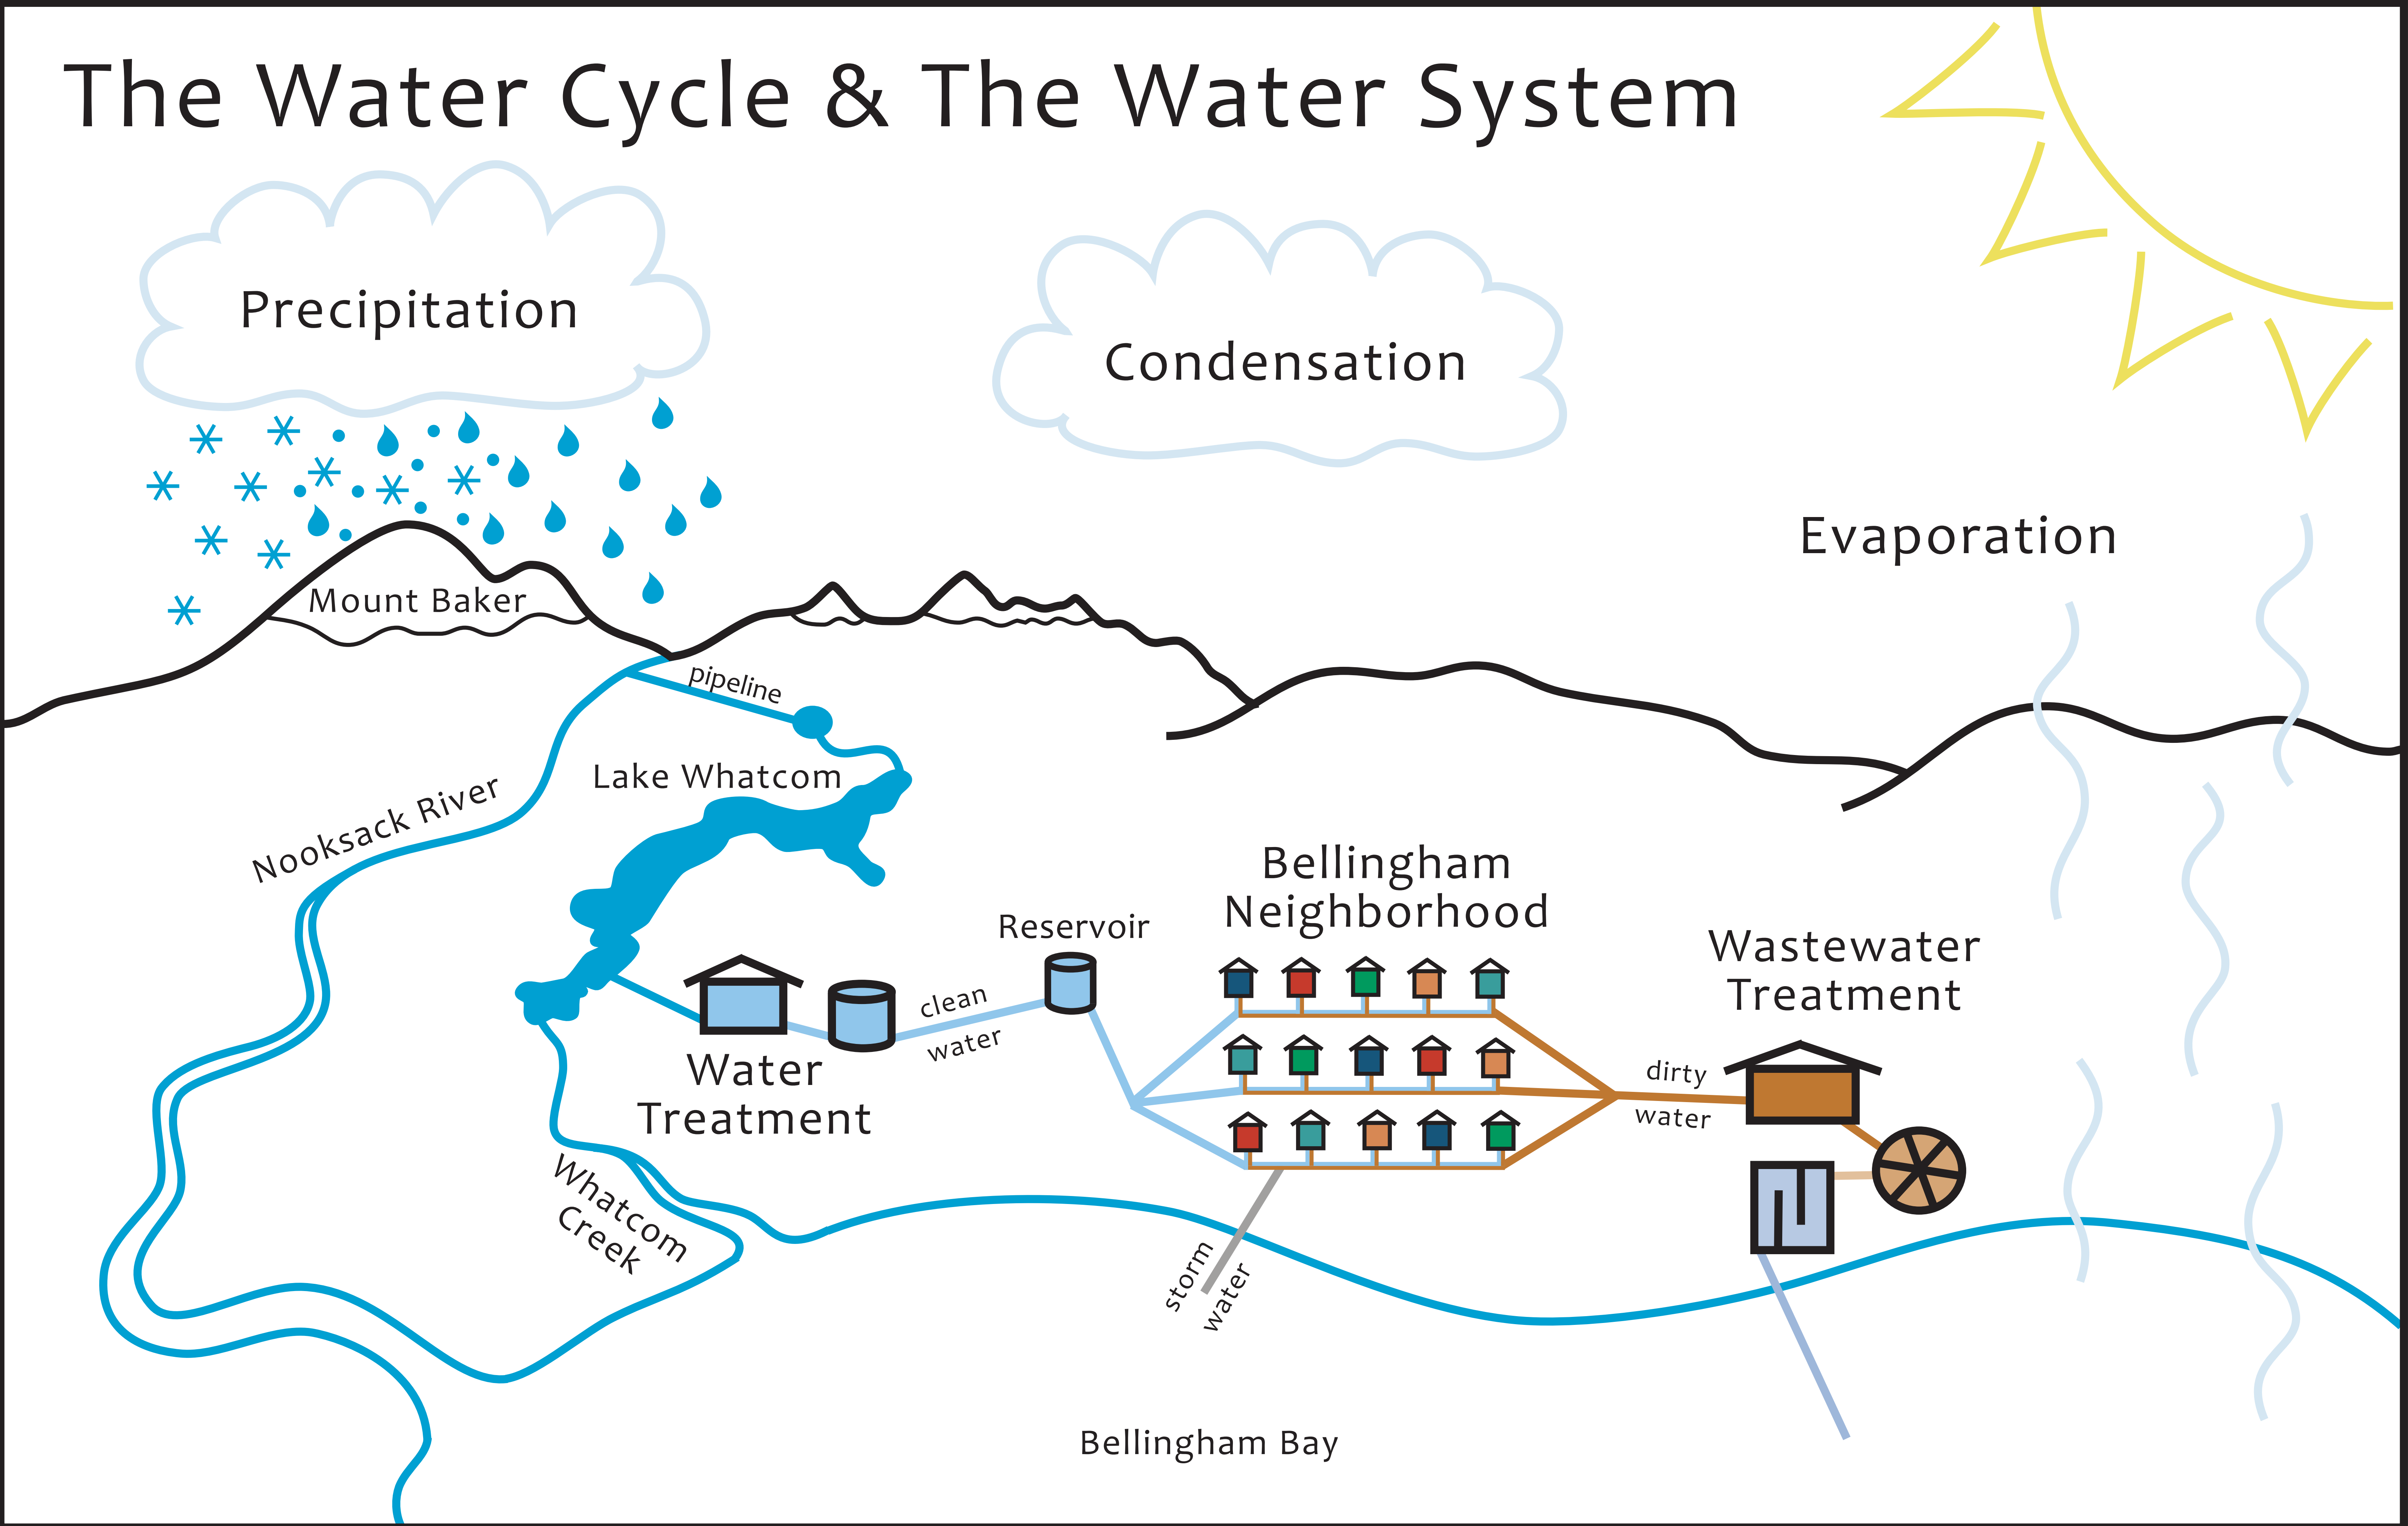 The Water Cycle & The Water System
Precipitation
Condensation
Evaporation
Mount Baker
pipeline
Lake Whatcom
Nooksack River
Bellingham
Neighborhood
Reservoir
Wastewater
Treatment
clean
water
Water
Treatment
dirty
water
Whatcom
Creek
storm
water
Bellingham Bay